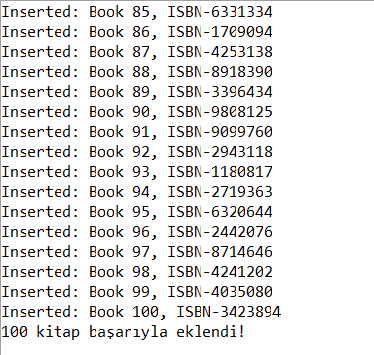 Inserted: Book 85, ISBN-6331334
Inserted: Book 86, ISBN-1709094
Inserted: Book 87, ISBN-4253138
Inserted: Book 88, ISBN-8918390
Inserted: Book 89, ISBN-3396434
Inserted: Book 90, ISBN-9808125
Inserted: Book 91, ISBN-9099760
Inserted: Book 92, ISBN-2943118
Inserted: Book 93, ISBN-1180817
Inserted: Book 94, ISBN-2719363
Inserted: Book 95, ISBN-6320644
Inserted: Book 96, ISBN-2442076
Inserted: Book 97, ISBN-8714646
Inserted: Book 98, ISBN-4241202
Inserted: Book 99, ISBN-4035080
Inserted: Book 100, ISBN-3423894
100 kitap başarıyla eklendi!